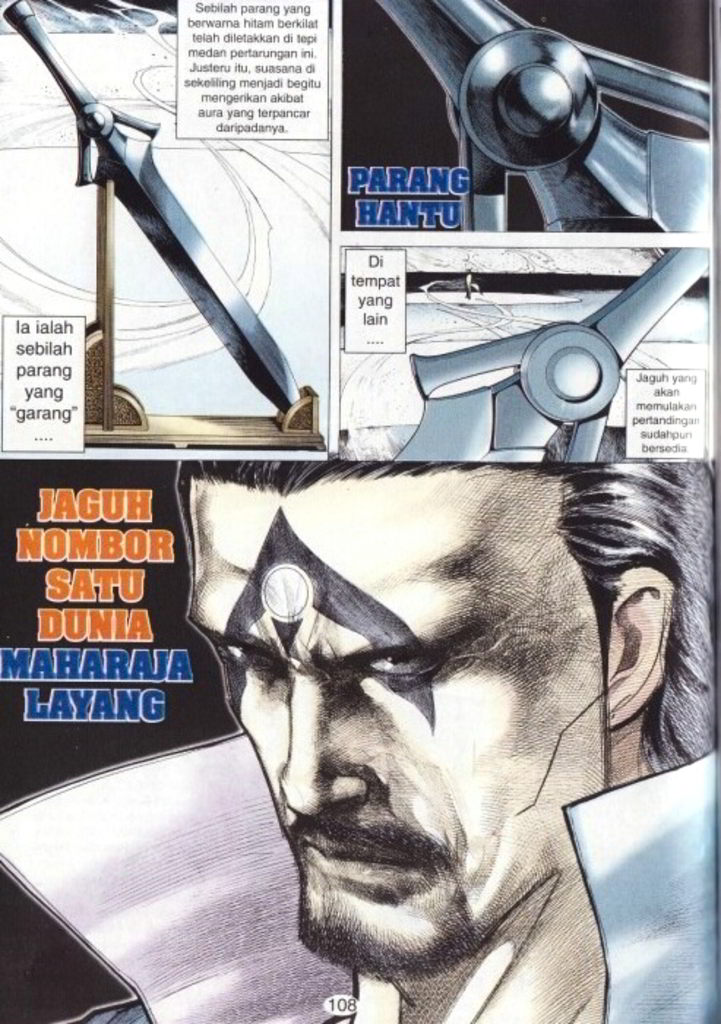 Sebilah parang yang
berwarna hitam berkilat
telah diletakkan di tepi
medan pertarungan ini.
Justeru itu, suasana di
sekeliling menjadi begitu
mengerikan akibat
aura yang terpancar
daripadanya.
PARANG
HANTU
Ia ialah
sebilah
parang
yang
"garang"
....
Di
tempat
yang
lain
....
Jaguh yang
akan
memulakan
pertandingan
sudahpun
bersedia.
JAGUH
NOMBOR
SATU
DUNIA
MAHARAJA
LAYANG
108